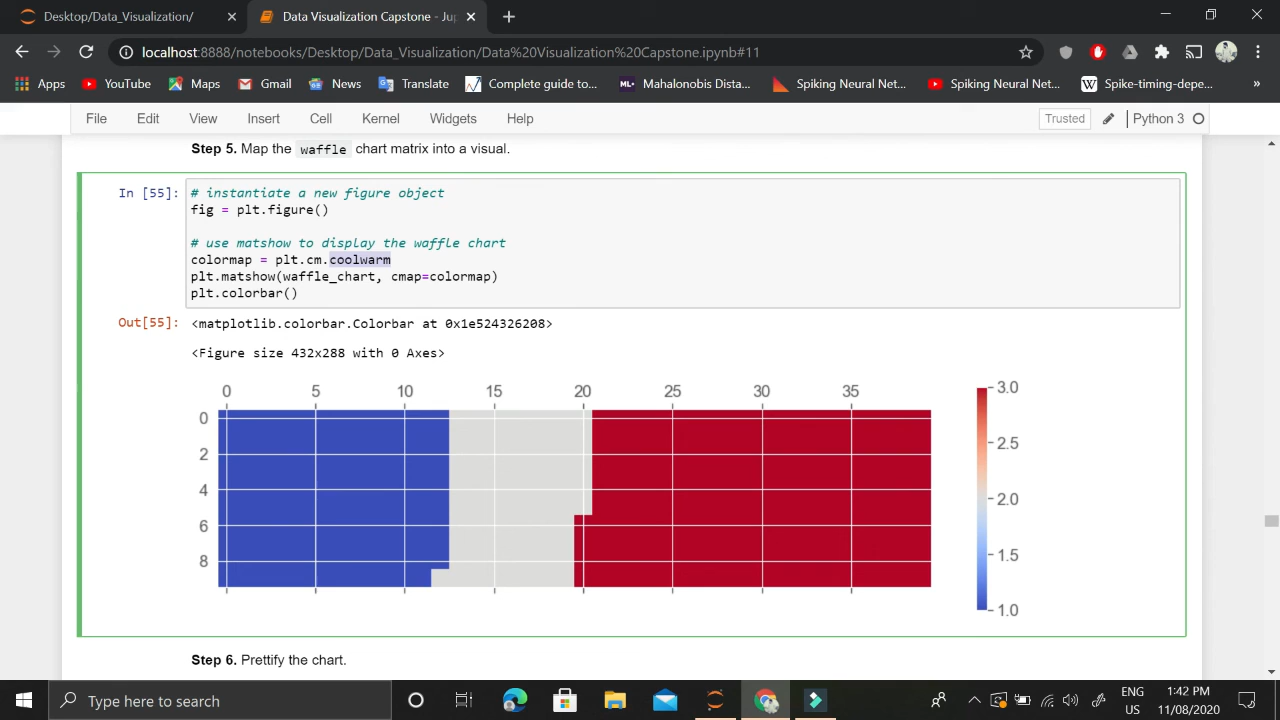 Desktop/Data_Visualization/
Data Visualization Capstone - Jup
localhost:8888/notebooks/Desktop/Data_Visualization/Data%20Visualization%20Capstone.ipynb#11
Apps YouTube Maps Gmail News Translate Complete guide to... ML+ Mahalonobis Dista... Spiking Neural Net... Spiking Neural Net... W Spike-timing-depe... »
File Edit View Insert Cell Kernel Widgets Help Trusted Python 3
Step 5. Map the waffle chart matrix into a visual.
In [55]: # instantiate a new figure object
fig = plt.figure()
# use matshow to display the waffle chart
colormap = plt.cm.coolwarm
plt.matshow(waffle_chart, cmap=colormap)
plt.colorbar()
Out[55]: <matplotlib.colorbar.Colorbar at 0x1e524326208>
<Figure size 432x288 with 0 Axes>
0 5 10 15 20 25 30 35
0
2
4
6
8
3.0
2.5
2.0
1.5
1.0
Step 6. Prettify the chart.
Type here to search
ENG
US
1:42 PM
11/08/2020